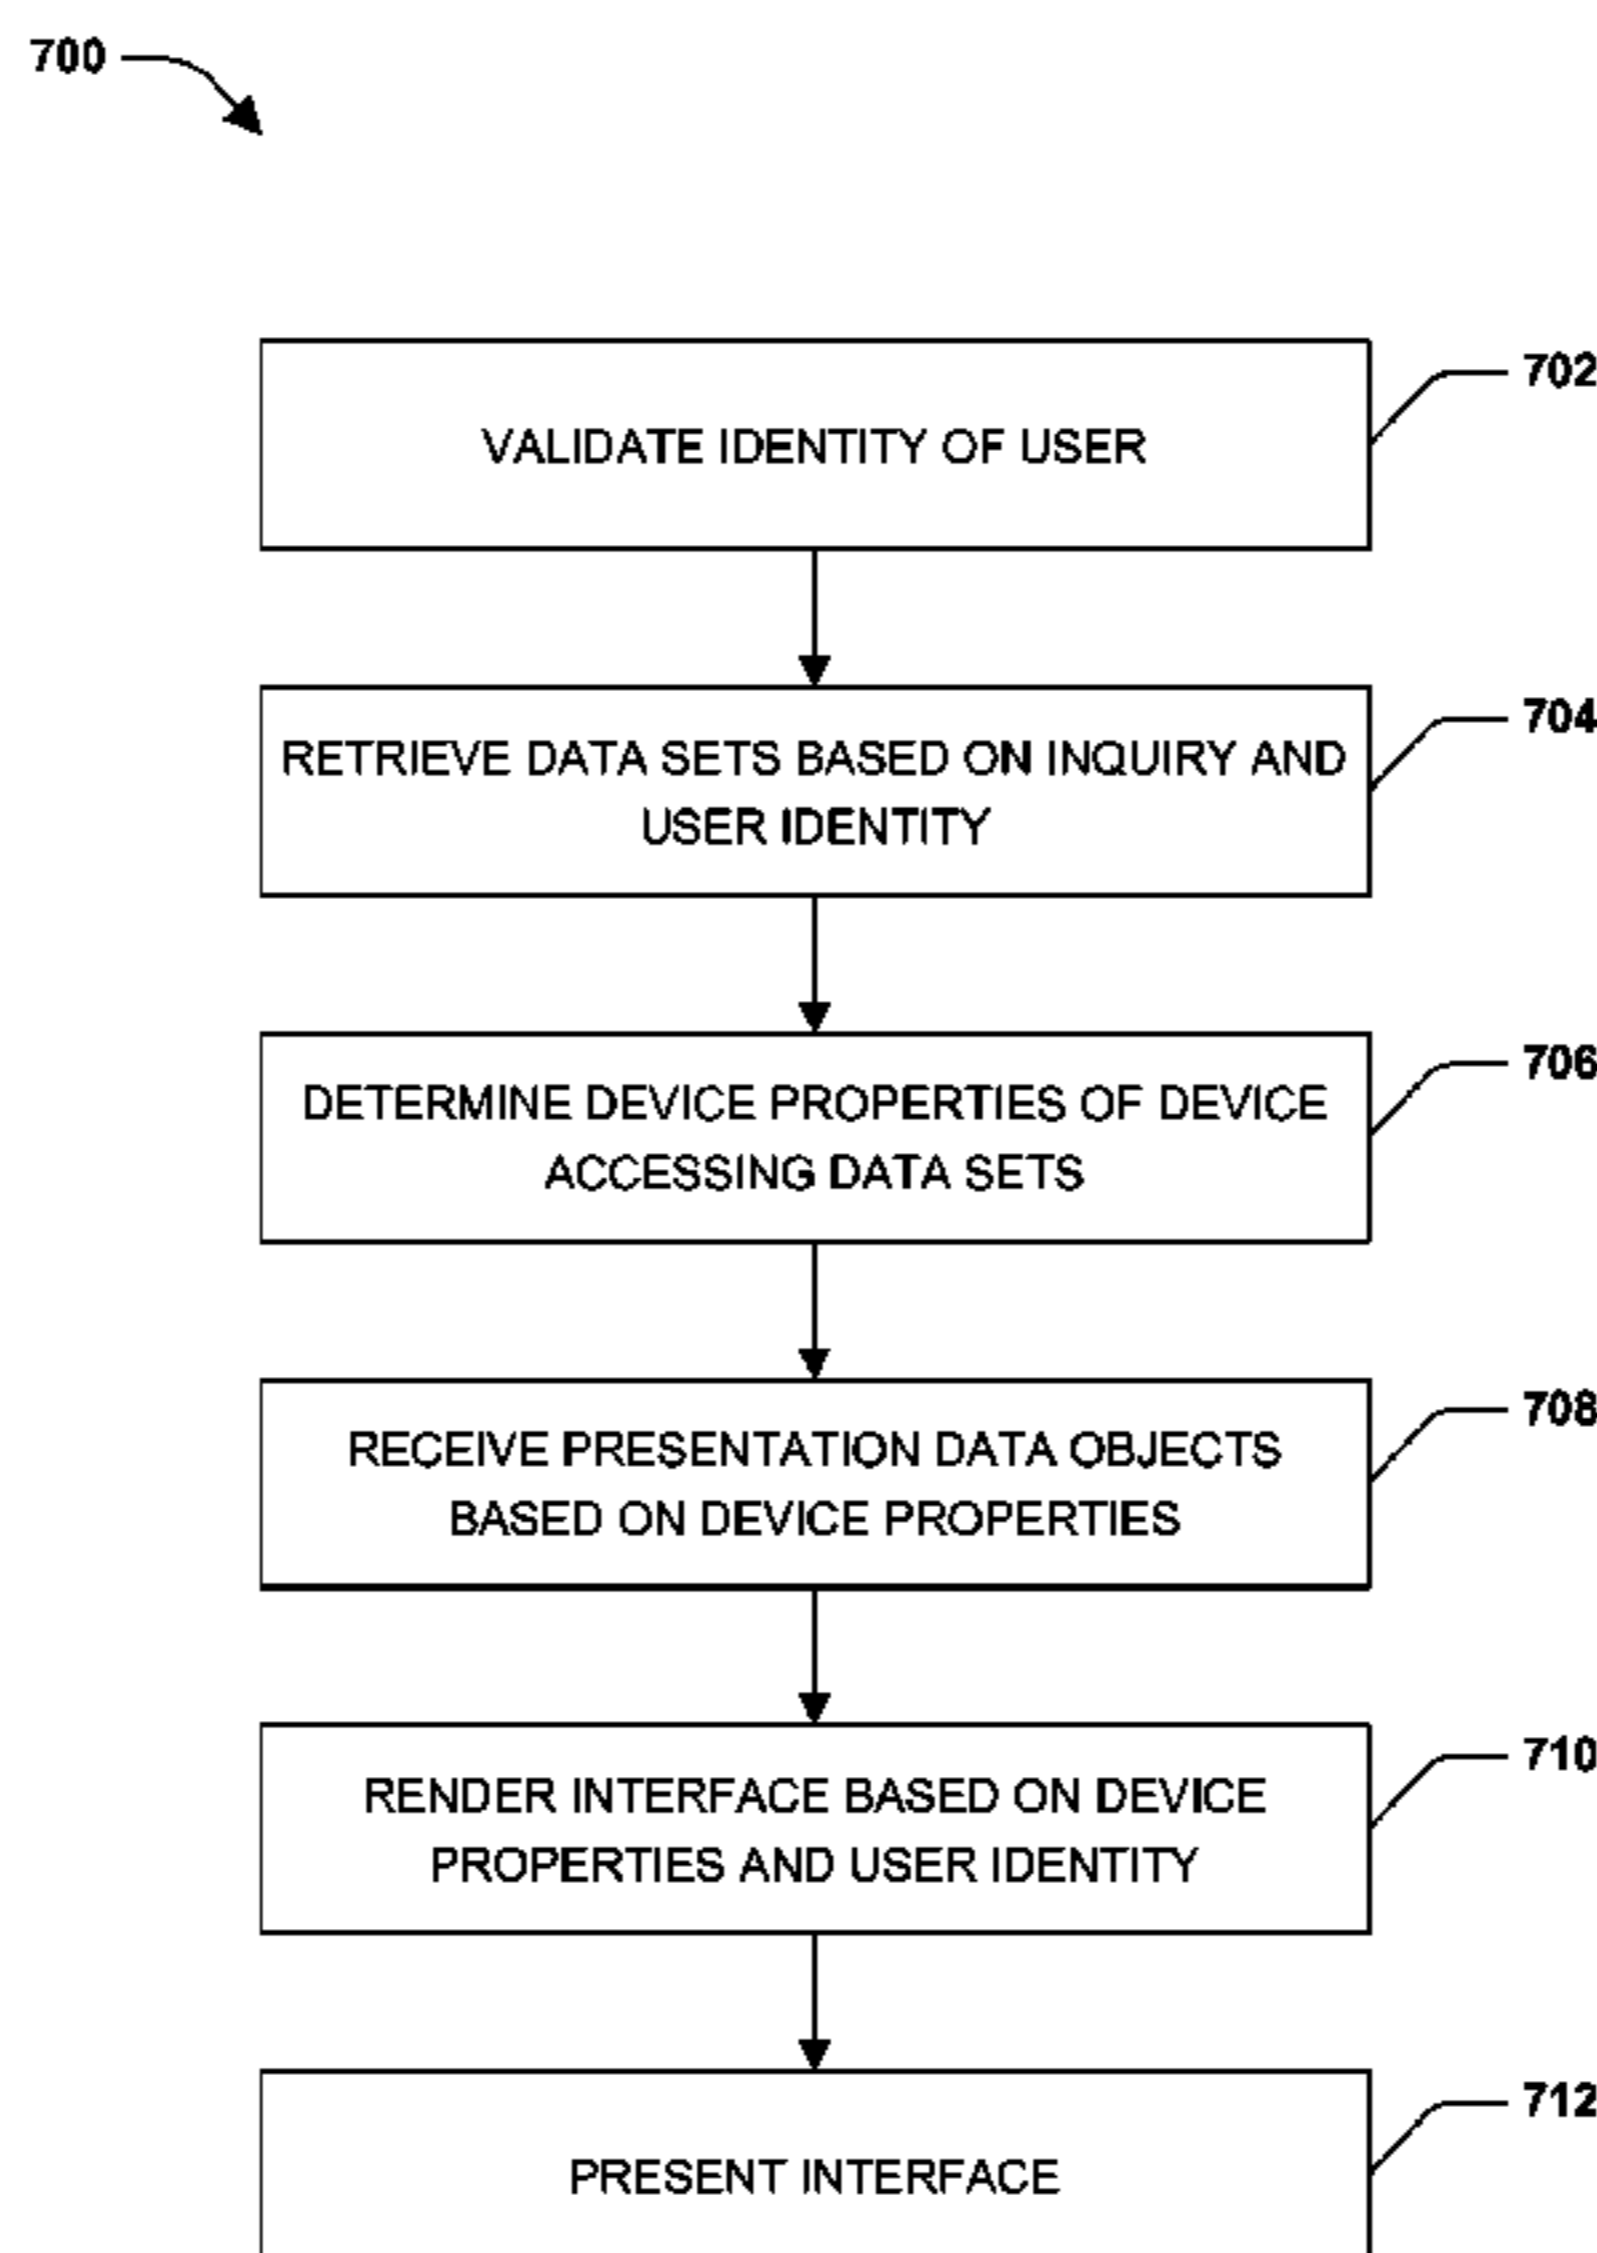 700
702
VALIDATE IDENTITY OF USER
704
RETRIEVE DATA SETS BASED ON INQUIRY AND
USER IDENTITY
706
DETERMINE DEVICE PROPERTIES OF DEVICE
ACCESSING DATA SETS
708
RECEIVE PRESENTATION DATA OBJECTS
BASED ON DEVICE PROPERTIES
710
RENDER INTERFACE BASED ON DEVICE
PROPERTIES AND USER IDENTITY
712
PRESENT INTERFACE